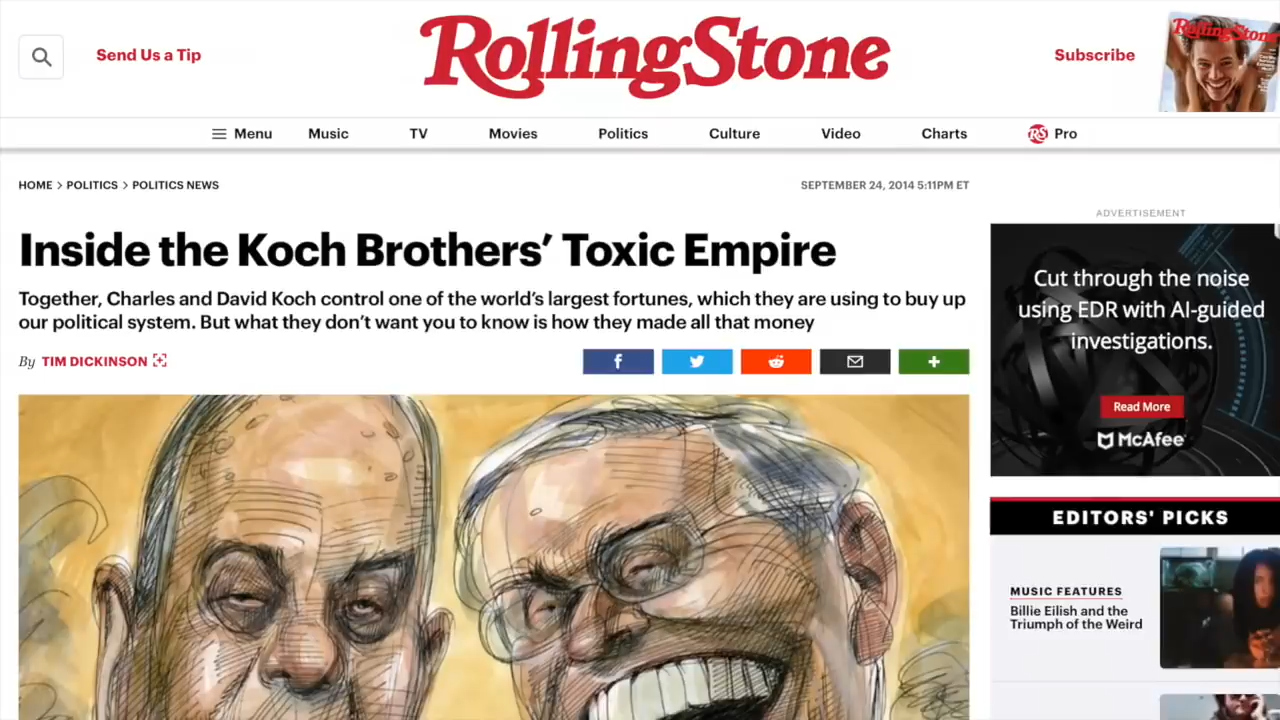 Send Us a Tip
RollingStone
Subscribe
RollingStone
Menu
Music
TV
Movies
Politics
Culture
Video
Charts
RS Pro
HOME > POLITICS > POLITICS NEWS
SEPTEMBER 24, 2014 5:11PM ET
ADVERTISEMENT
Inside the Koch Brothers' Toxic Empire
Together, Charles and David Koch control one of the world's largest fortunes, which they are using to buy up
our political system. But what they don't want you to know is how they made all that money
By TIM DICKINSON
Cut through the noise
using EDR with AI-guided
investigations.
Read More
McAfee
EDITORS' PICKS
MUSIC FEATURES
Billie Eilish and the
Triumph of the Weird